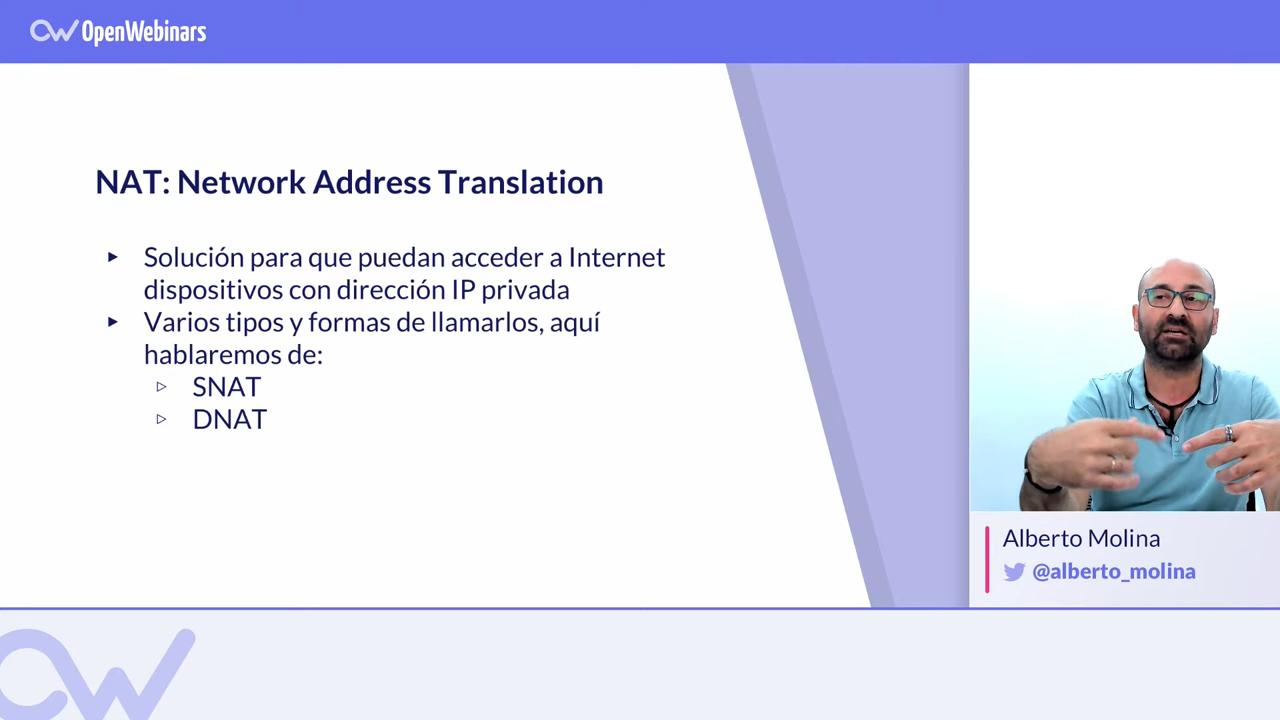 OpenWebinars
NAT: Network Address Translation
▸ Solución para que puedan acceder a Internet
dispositivos con dirección IP privada
▸ Varios tipos y formas de llamarlos, aquí
hablaremos de:
▹ SNAT
▹ DNAT
Alberto Molina
@alberto_molina